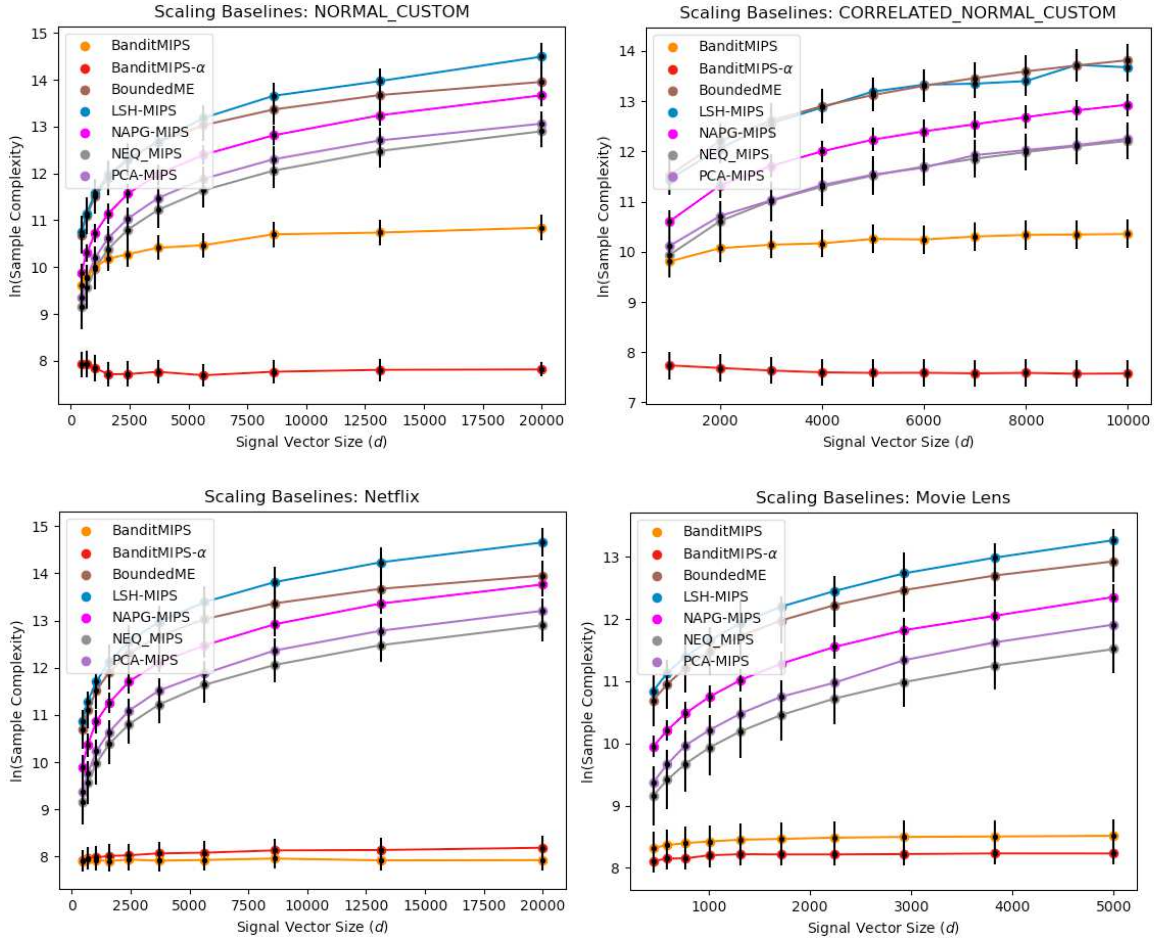 Scaling Baselines: NORMAL_CUSTOM
15
14
13
12
11
10
9
8
ln(Sample Complexity)
BanditMIPS
BanditMIPS-α
BoundedME
LSH-MIPS
NAPG-MIPS
NEQ_MIPS
PCA-MIPS
0 2500 5000 7500 10000 12500 15000 17500 20000
Signal Vector Size (d)
Scaling Baselines: CORRELATED_NORMAL_CUSTOM
14
13
12
11
10
9
8
7
ln(Sample Complexity)
BanditMIPS
BanditMIPS-α
BoundedME
LSH-MIPS
NAPG-MIPS
NEQ_MIPS
PCA-MIPS
2000 4000 6000 8000 10000
Signal Vector Size (d)
Scaling Baselines: Netflix
15
14
13
12
11
10
9
8
ln(Sample Complexity)
BanditMIPS
BanditMIPS-α
BoundedME
LSH-MIPS
NAPG-MIPS
NEQ_MIPS
PCA-MIPS
0 2500 5000 7500 10000 12500 15000 17500 20000
Signal Vector Size (d)
Scaling Baselines: Movie Lens
13
12
11
10
9
8
ln(Sample Complexity)
BanditMIPS
BanditMIPS-α
BoundedME
LSH-MIPS
NAPG-MIPS
NEQ_MIPS
PCA-MIPS
1000 2000 3000 4000 5000
Signal Vector Size (d)